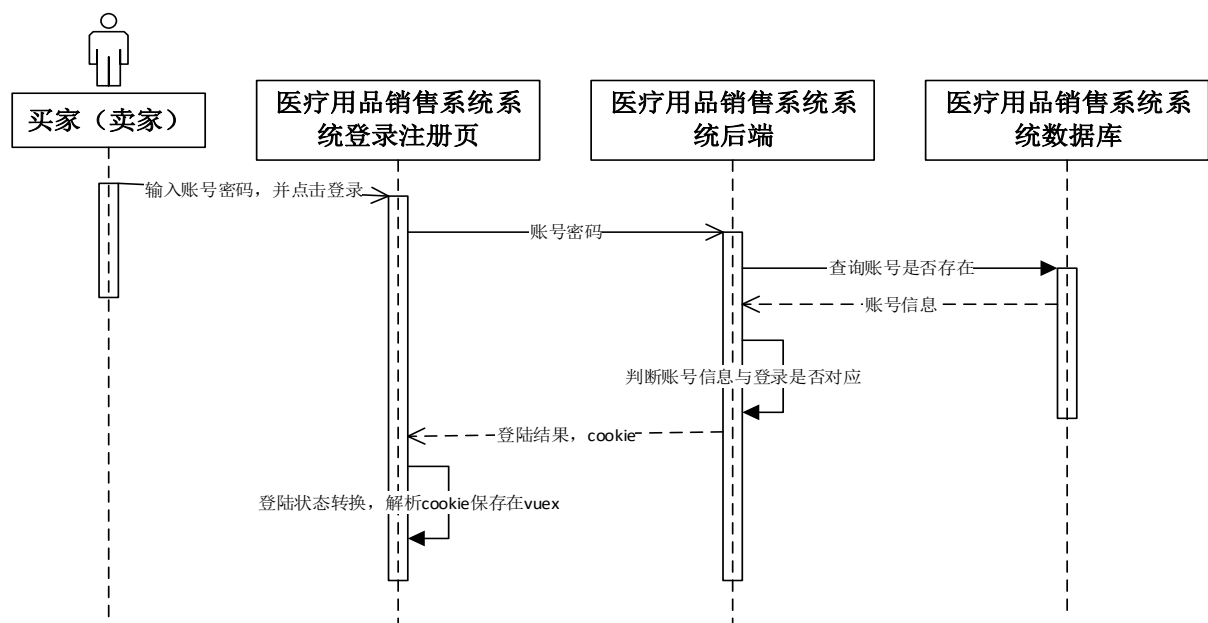 买家（卖家）
医疗用品销售系统系
统登录注册页
医疗用品销售系统系
统后端
医疗用品销售系统系
统数据库
输入账号密码，并点击登录
账号密码
查询账号是否存在
账号信息
判断账号信息与登录是否对应
登陆结果，cookie
登陆状态转换，解析cookie保存在vuex